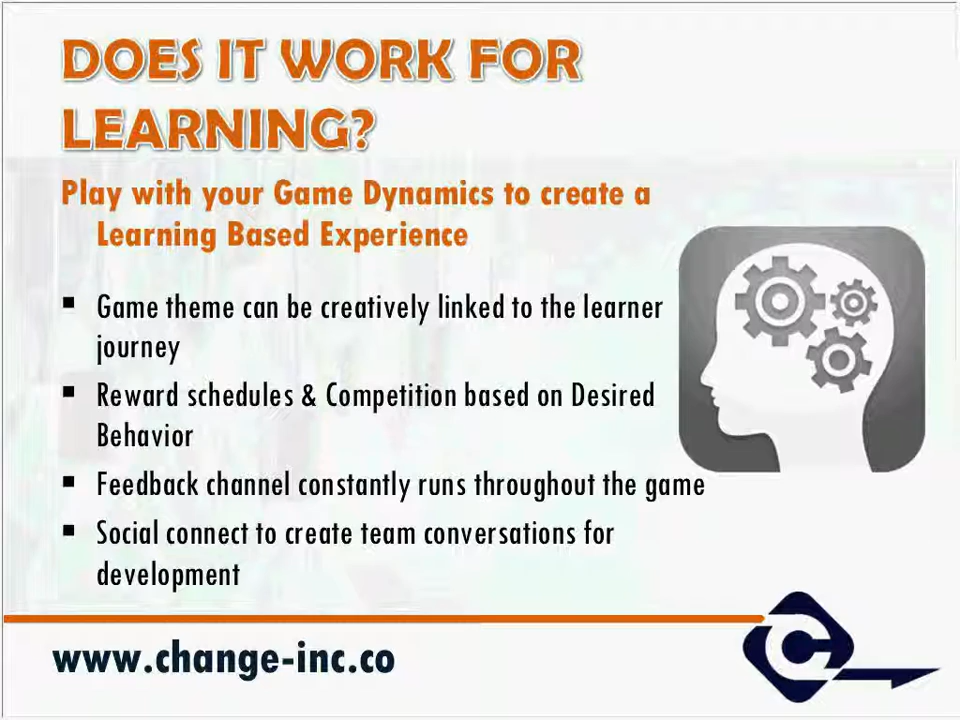 DOES IT WORK FOR
LEARNING?
Play with your Game Dynamics to create a
Learning Based Experience
▪ Game theme can be creatively linked to the learner
journey
▪ Reward schedules & Competition based on Desired
Behavior
▪ Feedback channel constantly runs throughout the game
▪ Social connect to create team conversations for
development
www.change-inc.co
C